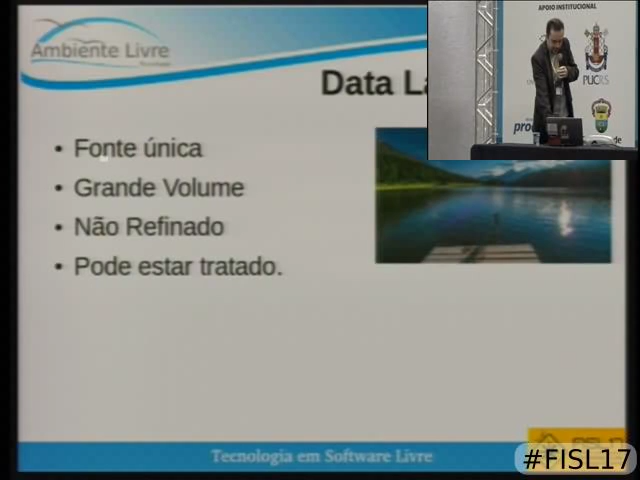 Ambiente Livre
Data La
• Fonte única
• Grande Volume
• Não Refinado
• Pode estar tratado.
APOIO INSTITUCIONAL
PUCRS
Tecnologia em Software Livre
#FISL17